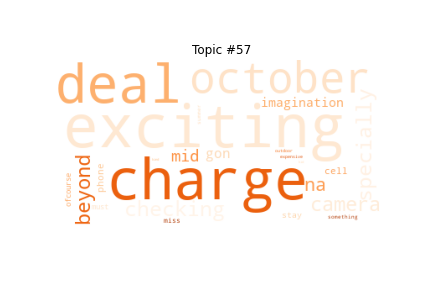 Topic #57
deal
october
imagination
exciting
specially
mid
gon
beyond
phone
ofcourse
charge
outdoor
expensive
cell
na
camera
checking
stay
miss
something